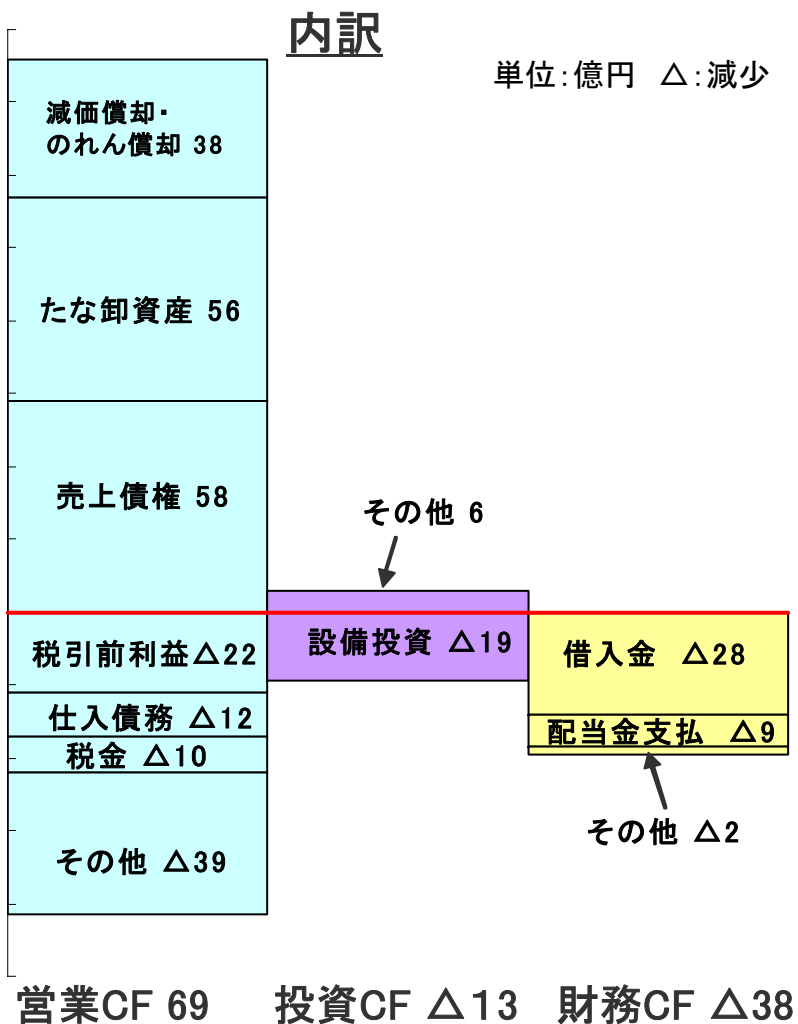 内訳
単位:億円 △:減少
減価償却・
のれん償却 38
たな卸資産 56
売上債権 58
その他 6
税引前利益△22
設備投資 △19
借入金 △28
仕入債務 △12
配当金支払 △9
税金 △10
その他 △2
その他 △39
営業CF 69 投資CF △13 財務CF △38